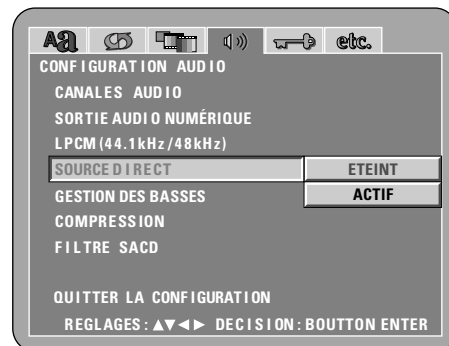 Aa etc.
CONFIGURATION AUDIO
CANALES AUDIO
SORTIE AUDIO NUMÉRIQUE
LPCM (44.1kHz/48kHz)
SOURCE DIRECT ETEINT
GESTION DES BASSES ACTIF
COMPRESSION
FILTRE SACD
QUITTER LA CONFIGURATION
REGLAGES:▲▼◄► DECISION:BOUTTON ENTER